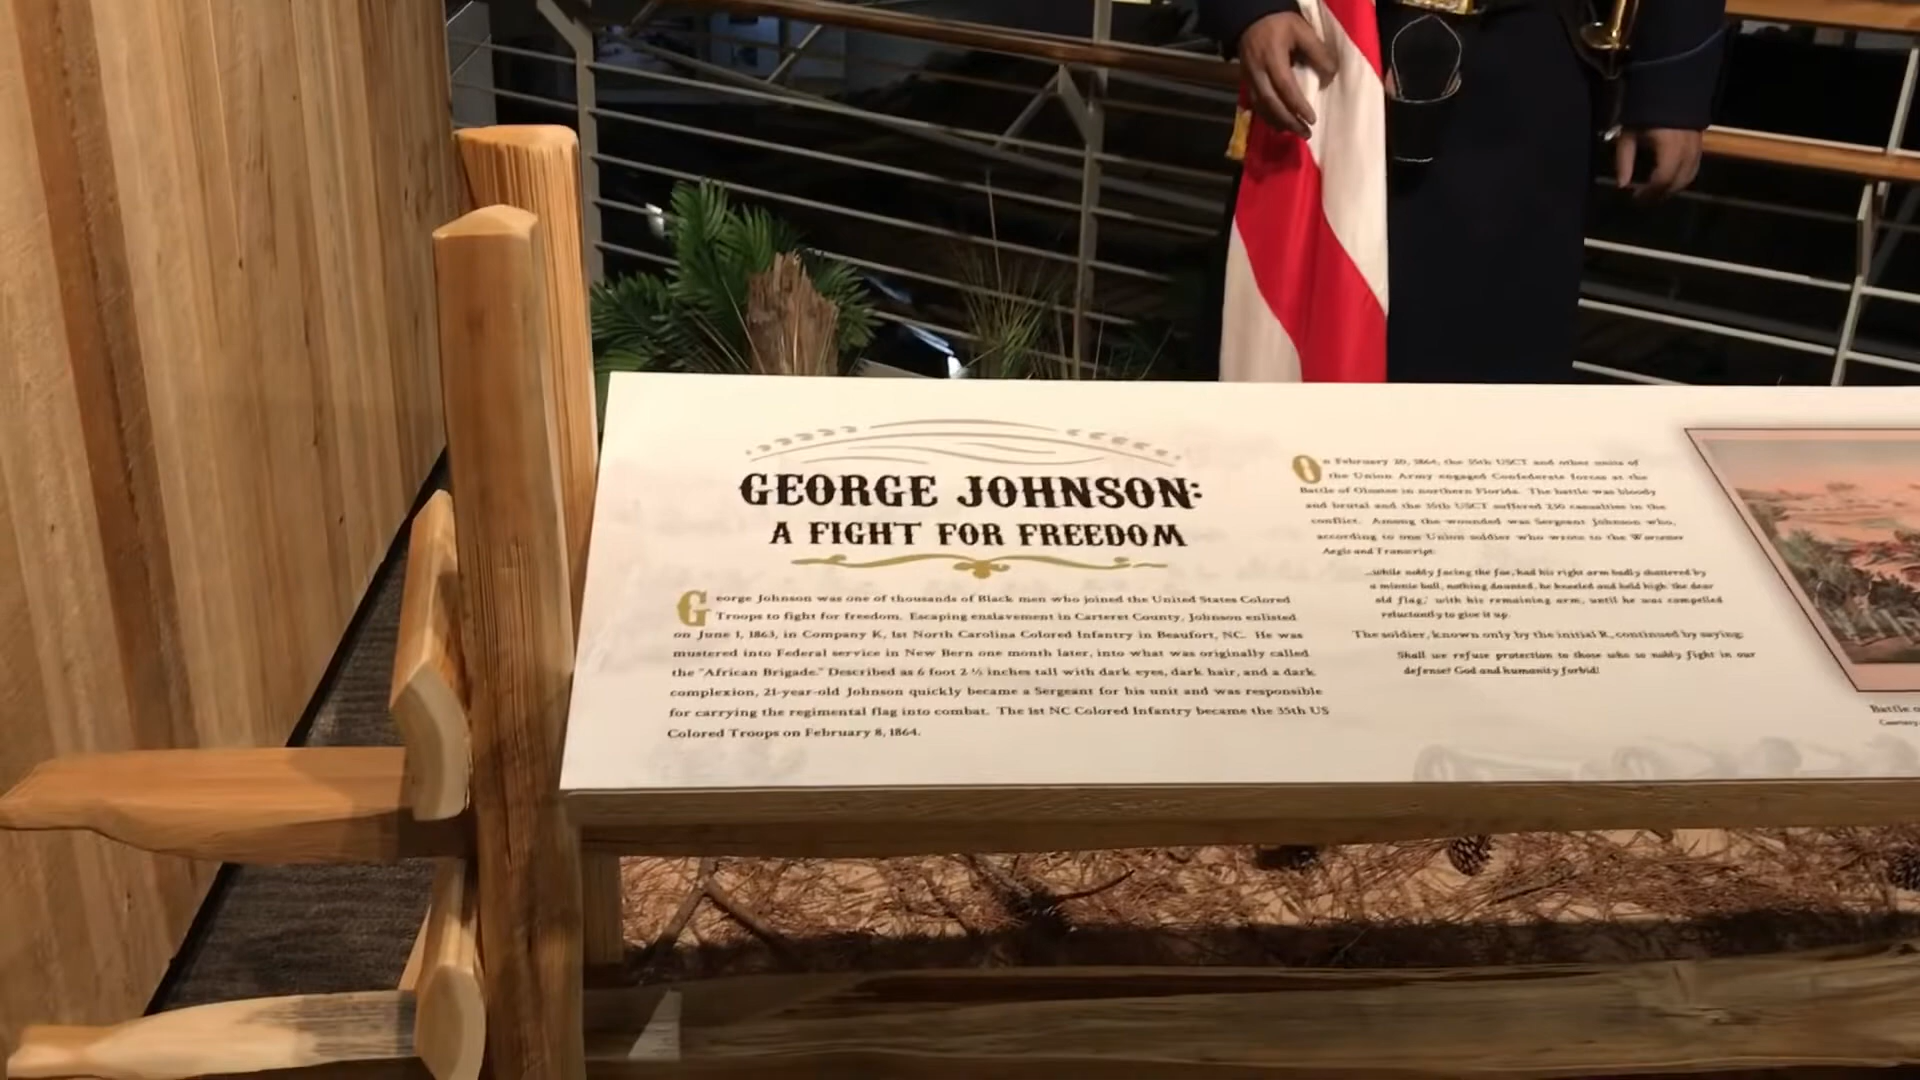 GEORGE JOHNSON:
A FIGHT FOR FREEDOM
George Johnson was one of thousands of Black men who joined the United States Colored
Troops to fight for freedom. Escaping enslavement in Carteret County, Johnson enlisted
on June 1, 1863, in Company K, 1st North Carolina Colored Infantry in Beaufort, NC. He was
mustered into Federal service in New Bern one month later, into what was originally called
the "African Brigade." Described as 6 foot 2 ½ inches tall with dark eyes, dark hair, and a dark
complexion, 21-year-old Johnson quickly became a Sergeant for his unit and was responsible
for carrying the regimental flag into combat. The 1st NC Colored Infantry became the 35th US
Colored Troops on February 8, 1864.
On February 20, 1864, the 35th USCT and other units of
the Union Army engaged Confederate forces at the
Battle of Olustee in northern Florida. The battle was bloody
and brutal and the 35th USCT suffered 230 casualties in the
conflict. Among the wounded was Sergeant Johnson who,
according to one Union soldier who wrote to the Worcester
Aegis and Transcript:
...while nobly facing the foe, had his right arm badly shattered by
a minnie ball, nothing daunted, he kneeled and held high 'the dear
old flag,' with his remaining arm, until he was compelled
reluctantly to give it up.
The soldier, known only by the initial R., continued by saying:
Shall we refuse protection to those who so nobly fight in our
defense? God and humanity forbid!
Battle o
Courtesy